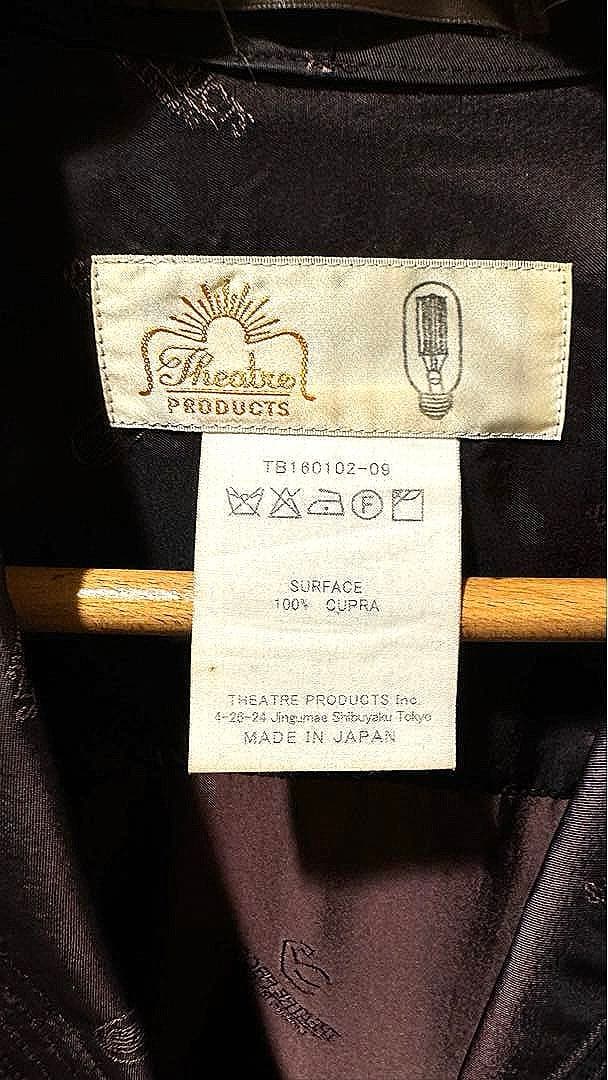 Theatre
PRODUCTS
TB160102-09
F
SURFACE
100% CUPRA
THEATRE PRODUCTS Inc.
4-26-24 Jingumae Shibuyaku Tokyo
MADE IN JAPAN